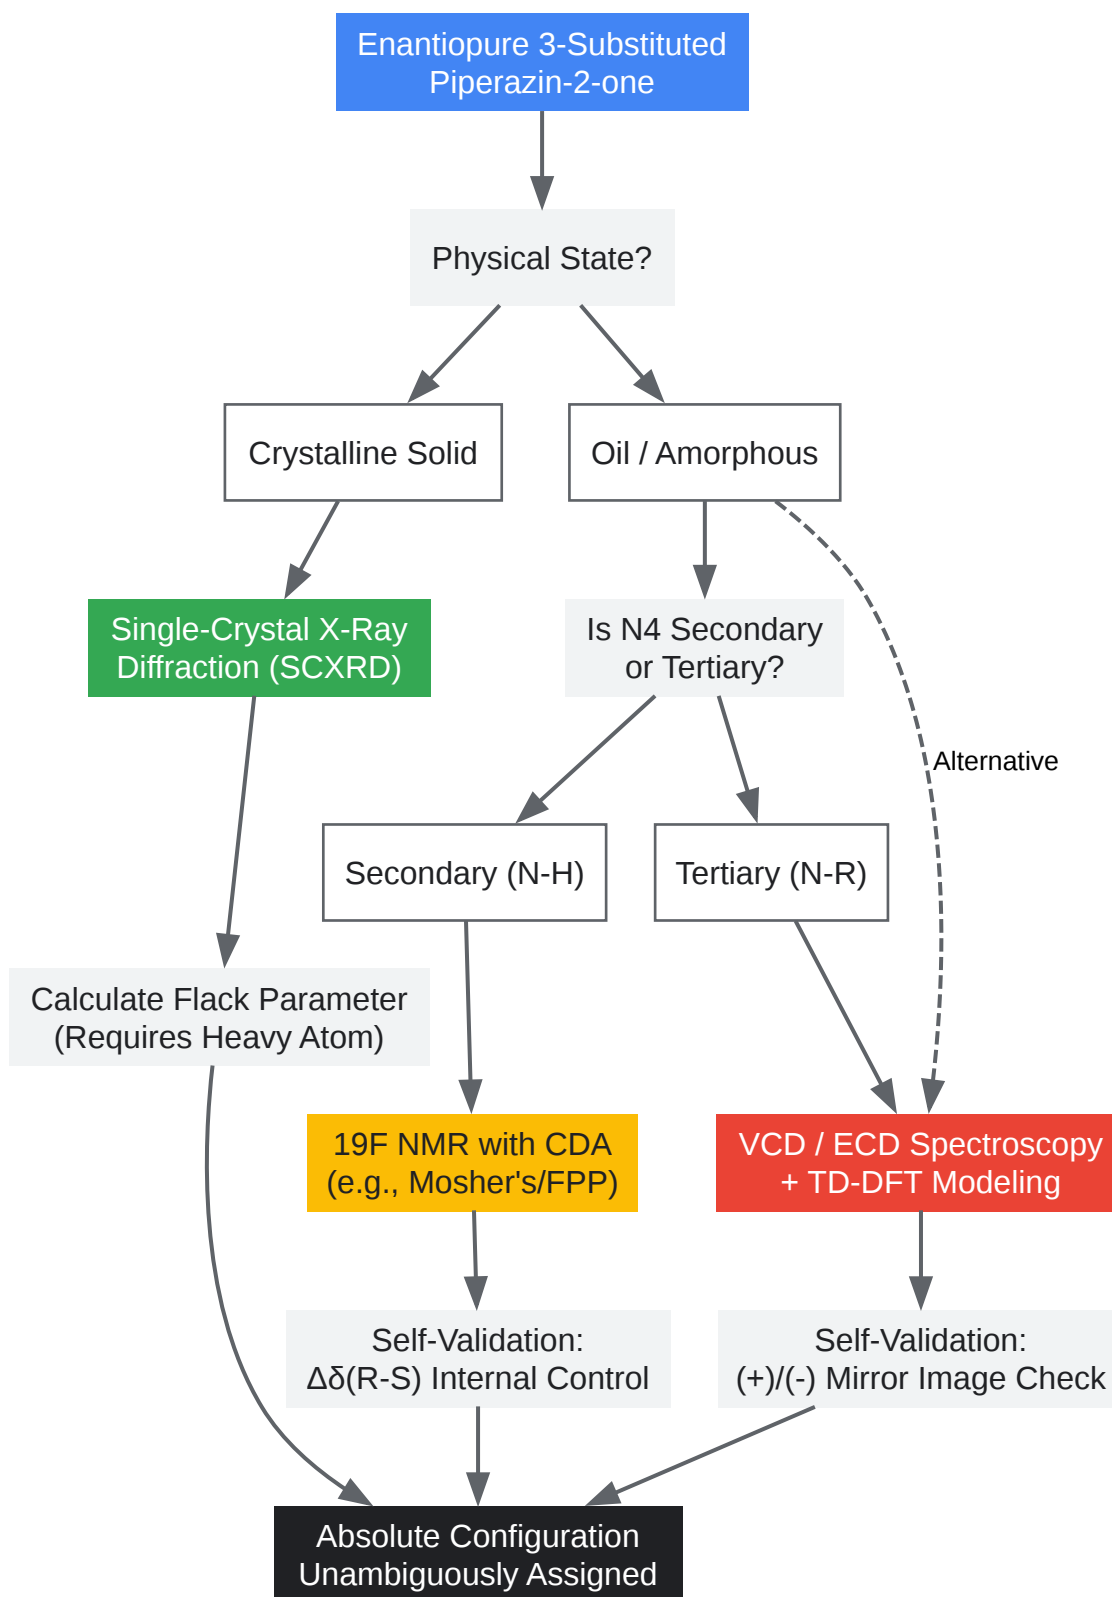 Enantiopure 3-Substituted
Piperazin-2-one
Physical State?
Crystalline Solid
Oil / Amorphous
Single-Crystal X-Ray
Diffraction (SCXRD)
Is N4 Secondary
or Tertiary?
Alternative
Secondary (N-H)
Tertiary (N-R)
Calculate Flack Parameter
(Requires Heavy Atom)
19F NMR with CDA
(e.g., Mosher's/FPP)
VCD / ECD Spectroscopy
+ TD-DFT Modeling
Self-Validation:
Δδ(R-S) Internal Control
Self-Validation:
(+)/(-) Mirror Image Check
Absolute Configuration
Unambiguously Assigned